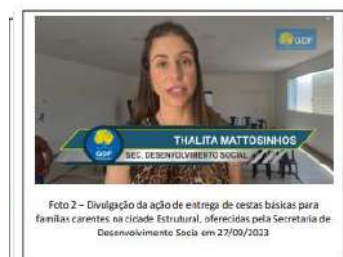 GDF
THALITA MATTOSINHOS
GDF
SEC. DESENVOLVIMENTO SOCIAL
Foto 2 – Divulgação da ação de entrega de cestas básicas para
famílias carentes na cidade Estrutural, oferecidas pela Secretaria de
Desenvolvimento Socia em 27/09/2023